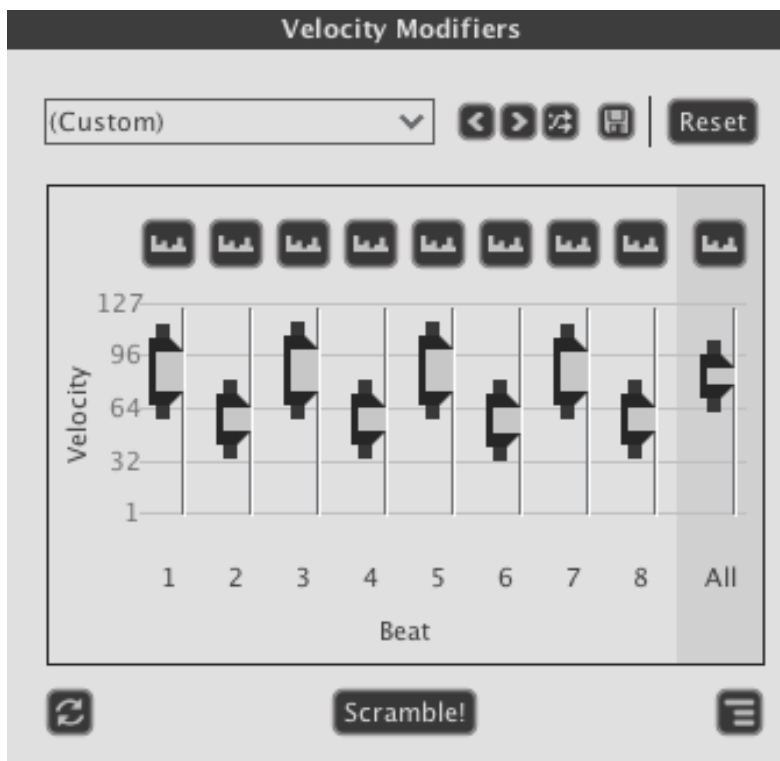 Velocity Modifiers
(Custom) Reset
127
96
64
32
1
Velocity
1 2 3 4 5 6 7 8 All
Beat
Scramble!